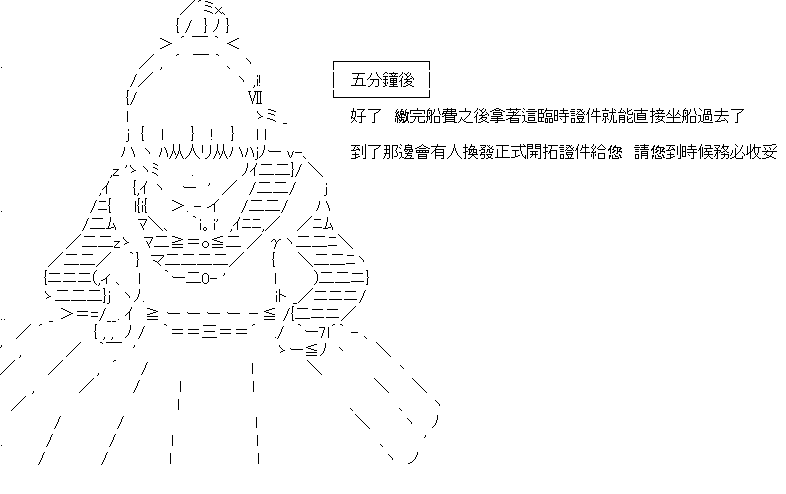 五分鐘後
好了 繳完船費之後拿著這臨時證件就能直接坐船過去了
到了那邊會有人換發正式開拓證件給您 請您到時候務必收妥